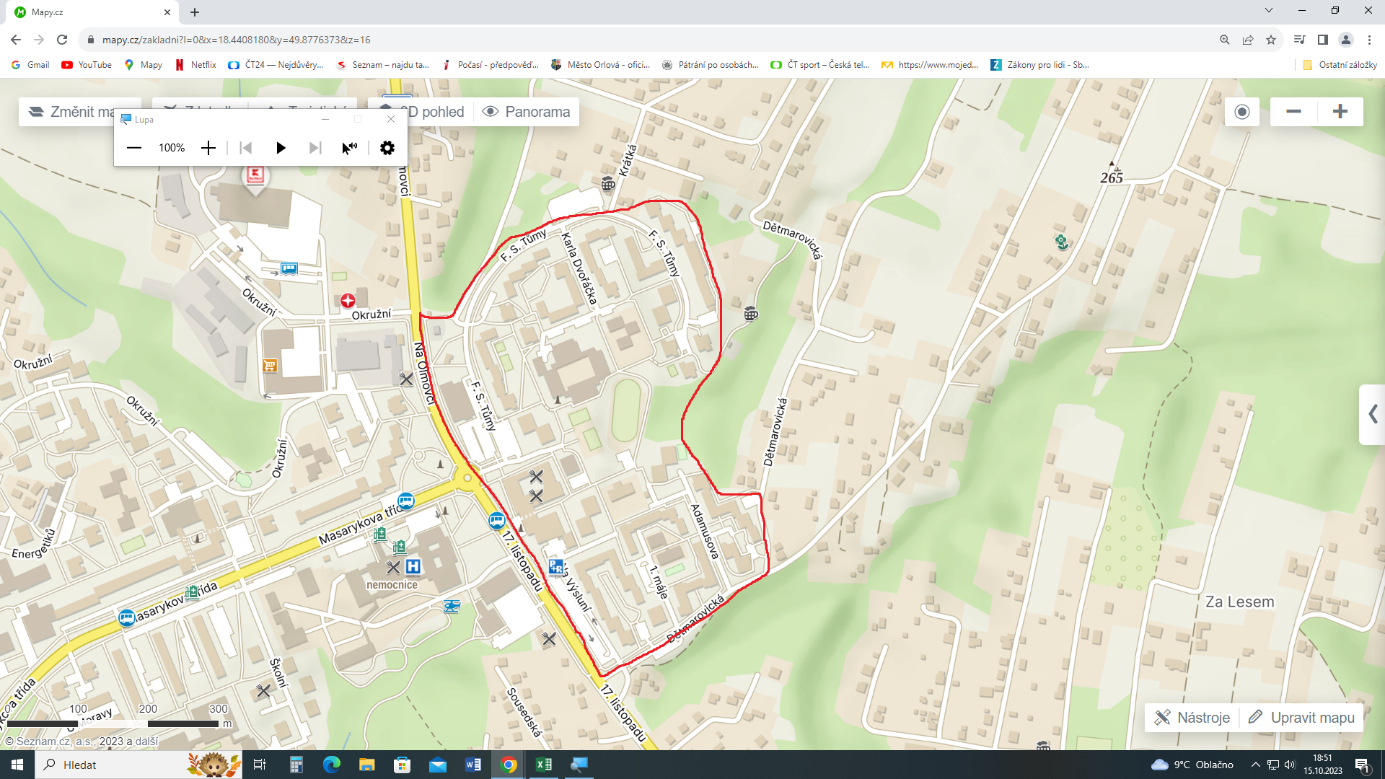 Mapy.cz
mapy.cz/zakladni?l=0&x=18.4408180&y=49.8776373&z=16
Gmail
YouTube
Mapy
Netflix
ČT24 — Nejdůvěry...
Seznam – najdu ta...
Počasí - předpověď...
Město Orlová - ofici...
Pátrání po osobách...
ČT sport – Česká tel...
https://www.mojed...
Zákony pro lidi - Sb...
Ostatní záložky
Změnit
Panorama
pohled
Lupa
100%
Krátká
265
Dětmarovická
F. S. Tůmy
Karla Dvořáčka
F. S. Tůmy
Okružní
Okružní
Na Olmovci
Okružní
F. S. Tůmy
Okružní
Okružní
Dětmarovická
Masarykova třída
Adamusova
17. listopadu
Energetiků
nemocnice
1. máje
Na Výsluní
Dětmarovická
Za Lesem
Masarykova třída
Školní
Sousedská
17. listopadu
0 100 200 300 m
Nástroje
Upravit mapu
© Seznam.cz, a.s., 2023 a další
Hledat
9°C Oblačno
18:51
15.10.2023
1